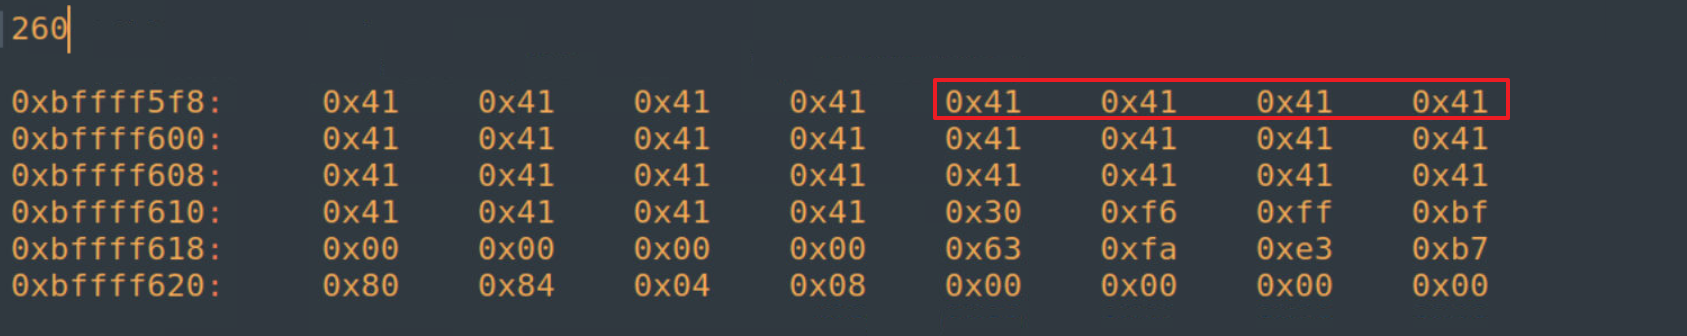 260
0xbffff5f8: 0x41 0x41 0x41 0x41 0x41 0x41 0x41 0x41
0xbffff600: 0x41 0x41 0x41 0x41 0x41 0x41 0x41 0x41
0xbffff608: 0x41 0x41 0x41 0x41 0x41 0x41 0x41 0x41
0xbffff610: 0x41 0x41 0x41 0x41 0x30 0xf6 0xff 0xbf
0xbffff618: 0x00 0x00 0x00 0x00 0x63 0xfa 0xe3 0xb7
0xbffff620: 0x80 0x84 0x04 0x08 0x00 0x00 0x00 0x00